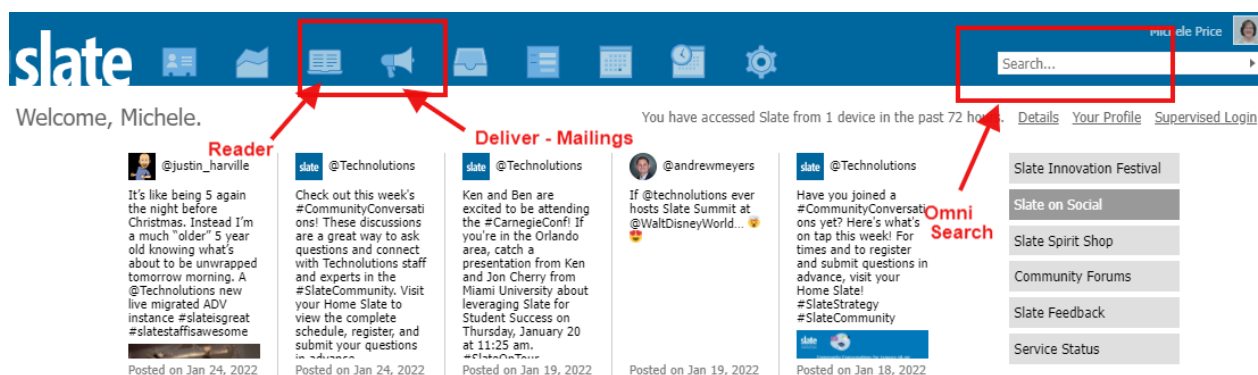 slate
Michele Price
Search...
Welcome, Michele.
You have accessed Slate from 1 device in the past 72 hours. Details Your Profile Supervised Login
Reader
Deliver - Mailings
Omni
Search
@justin_harville
It's like being 5 again
the night before
Christmas. Instead I'm
a much "older" 5 year
old knowing what's
about to be unwrapped
tomorrow morning. A
@Technolutions new
live migrated ADV
instance #slateisgreat
#slatestaffisawesome
Posted on Jan 24, 2022
slate @Technolutions
Check out this week's
#CommunityConversati
ons! These discussions
are a great way to ask
questions and connect
with Technolutions staff
and experts in the
#SlateCommunity. Visit
your Home Slate to
view the complete
schedule, register, and
submit your questions
in advance
Posted on Jan 24, 2022
slate @Technolutions
Ken and Ben are
excited to be attending
the #CarnegieConf! If
you're in the Orlando
area, catch a
presentation from Ken
and Jon Cherry from
Miami University about
leveraging Slate for
Student Success on
Thursday, January 20
at 11:25 am.
#SlateOnTour
Posted on Jan 19, 2022
@andrewmeyers
If @technolutions ever
hosts Slate Summit at
@WaltDisneyWorld... 🤯
😍
Posted on Jan 19, 2022
slate @Technolutions
Have you joined a
#CommunityConversati
ons yet? Here's what's
on tap this week! For
times and to register
and submit questions in
advance, visit your
Home Slate!
#SlateStrategy
#SlateCommunity
slate
Posted on Jan 18, 2022
Slate Innovation Festival
Slate on Social
Slate Spirit Shop
Community Forums
Slate Feedback
Service Status